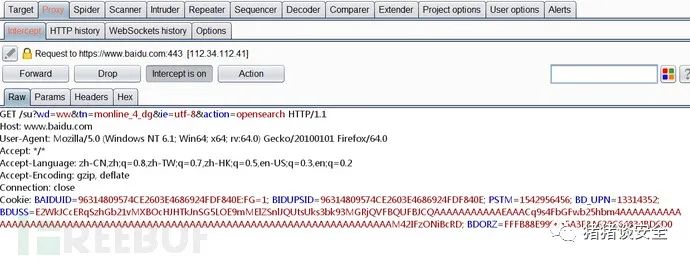 Target Proxy Spider Scanner Intruder Repeater Sequencer Decoder Comparer Extender Project options User options Alerts
Intercept HTTP history WebSockets history Options
Request to https://www.baidu.com:443 [112.34.112.41]
Forward Drop Intercept is on Action
?
Raw Params Headers Hex
GET /su?wd=ww&tn=monline_4_dg&ie=utf-8&action=opensearch HTTP/1.1
Host: www.baidu.com
User-Agent: Mozilla/5.0 (Windows NT 6.1; Win64; x64; rv:64.0) Gecko/20100101 Firefox/64.0
Accept: */*
Accept-Language: zh-CN,zh;q=0.8,zh-TW;q=0.7,zh-HK;q=0.5,en-US;q=0.3,en;q=0.2
Accept-Encoding: gzip, deflate
Connection: close
Cookie: BAIDUID=96314809574CE2603E4686924FDF840E:FG=1; BIDUPSID=96314809574CE2603E4686924FDF840E; PSTM=1542956456; BD_UPN=13314352;
BDUSS=
BDORZ=
FREEBUF
猪猪谈安全